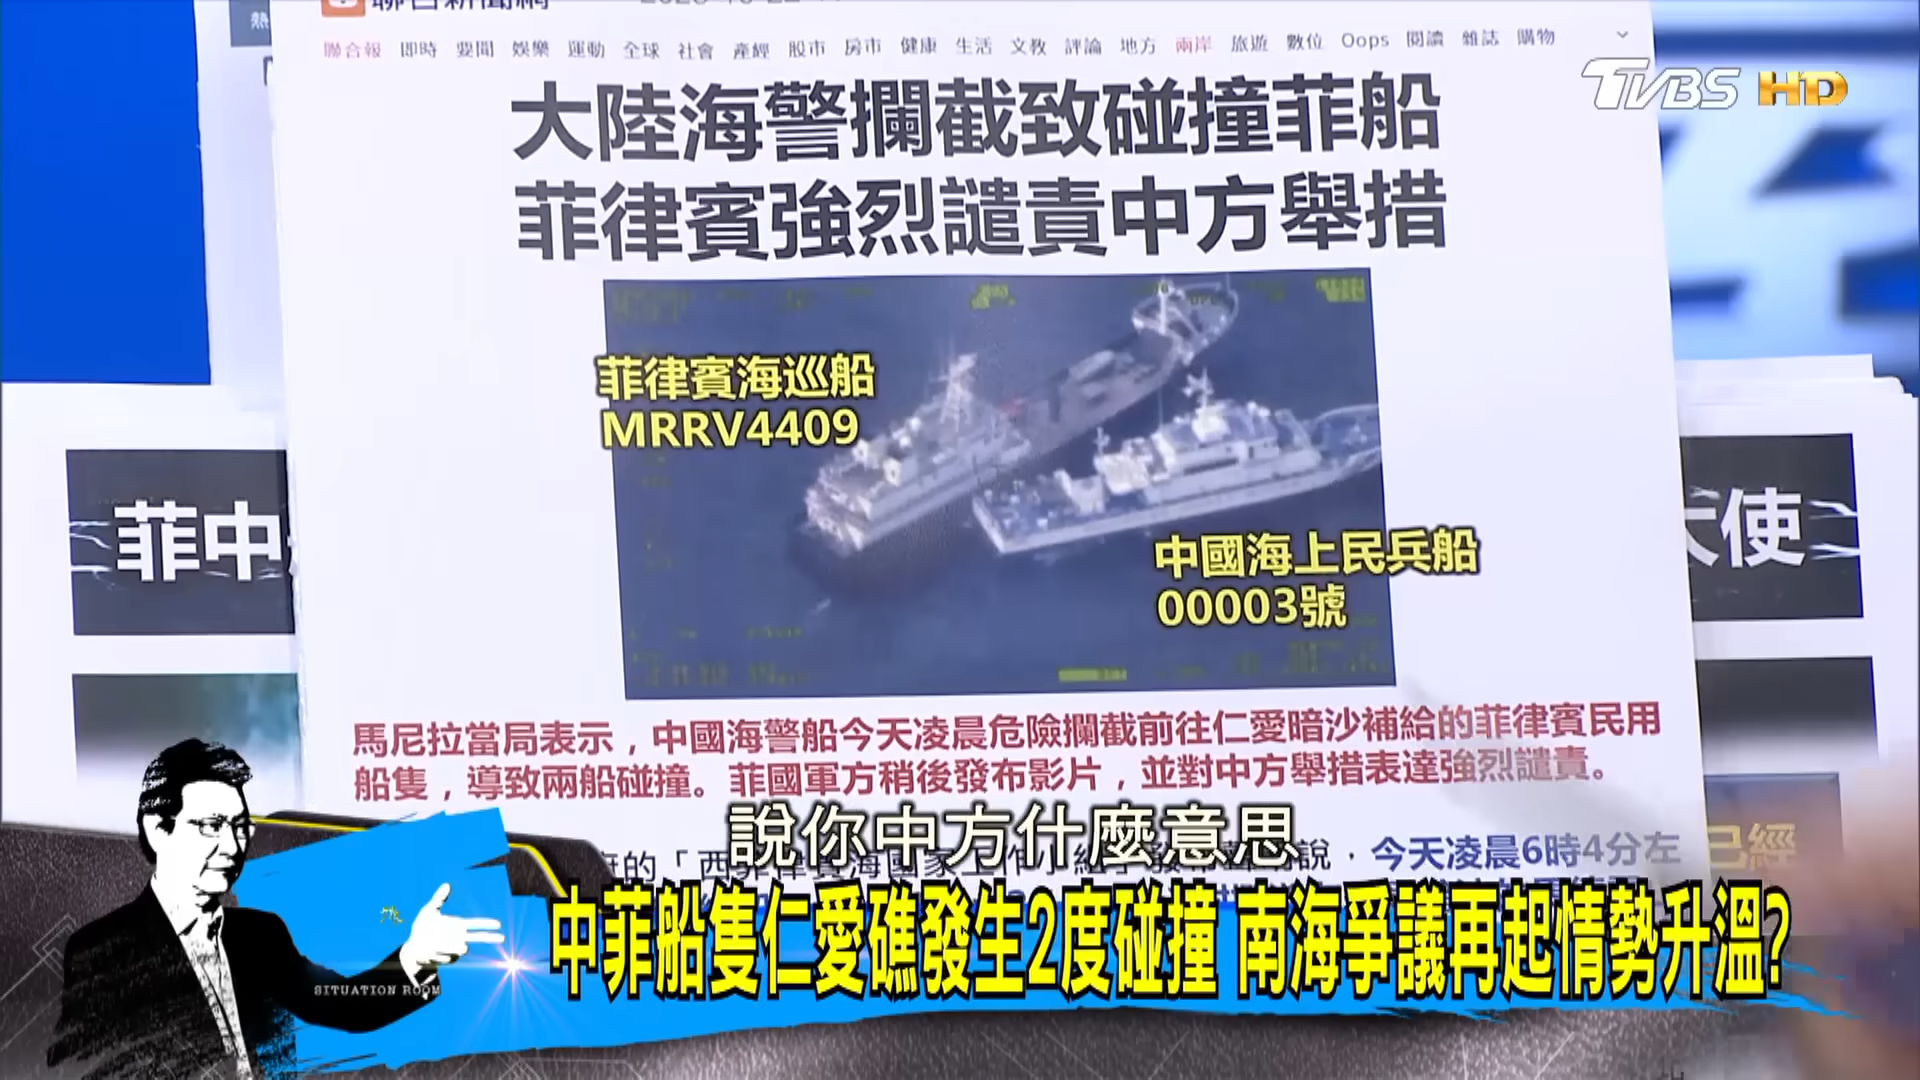 聯合報 即時 要聞 娛樂 運動 全球 社會 產經 股市 房市 健康 生活 文教 評論 地方 兩岸 旅遊 數位 Oops 閱讀 雜誌 購物
TVBS HD
大陸海警攔截致碰撞菲船
菲律賓強烈譴責中方舉措
菲律賓海巡船
MRRV4409
中國海上民兵船
00003號
菲中
大使
馬尼拉當局表示，中國海警船今天凌晨危險攔截前往仁愛暗沙補給的菲律賓民用
船隻，導致兩船碰撞。菲國軍方稍後發布影片，並對中方舉措表達強烈譴責。
今天凌晨6時4分左
已經
說你中方什麼意思
中菲船隻仁愛礁發生2度碰撞 南海爭議再起情勢升溫?
SITUATION ROOM